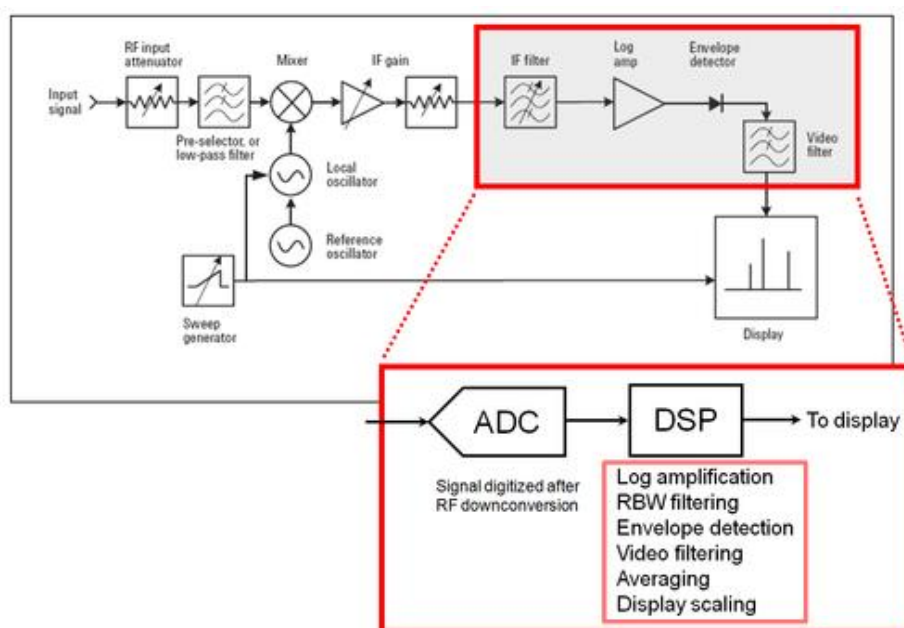 RF input
attenuator
Mixer
IF gain
IF filter
Log
amp
Envelope
detector
Input
signal
Pre-selector, or
low-pass filter
Video
filter
Local
oscillator
Reference
oscillator
Sweep
generator
Display
ADC
DSP
To display
Signal digitized after
RF downconversion
Log amplification
RBW filtering
Envelope detection
Video filtering
Averaging
Display scaling